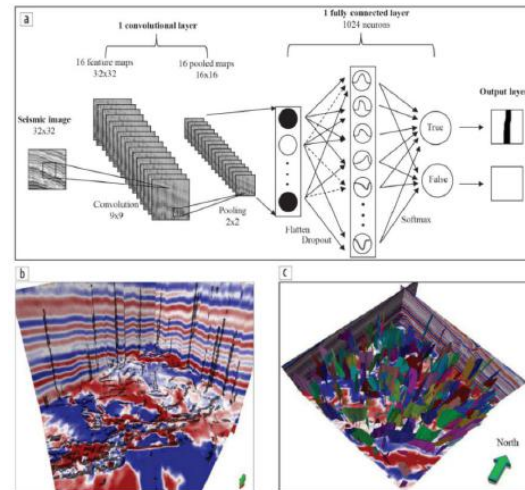 a
1 convolutional layer
1 fully connected layer
1024 neurons
16 feature maps
32x32
16 pooled maps
16x16
Seismic image
32x32
Output layer
True
False
Convolution
9x9
Pooling
2x2
Flatten
Dropout
Softmax
b
c
North